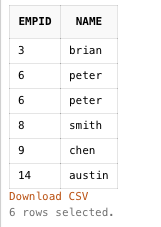 EMPID NAME
3 brian
6 peter
6 peter
8 smith
9 chen
14 austin
Download CSV
6 rows selected.